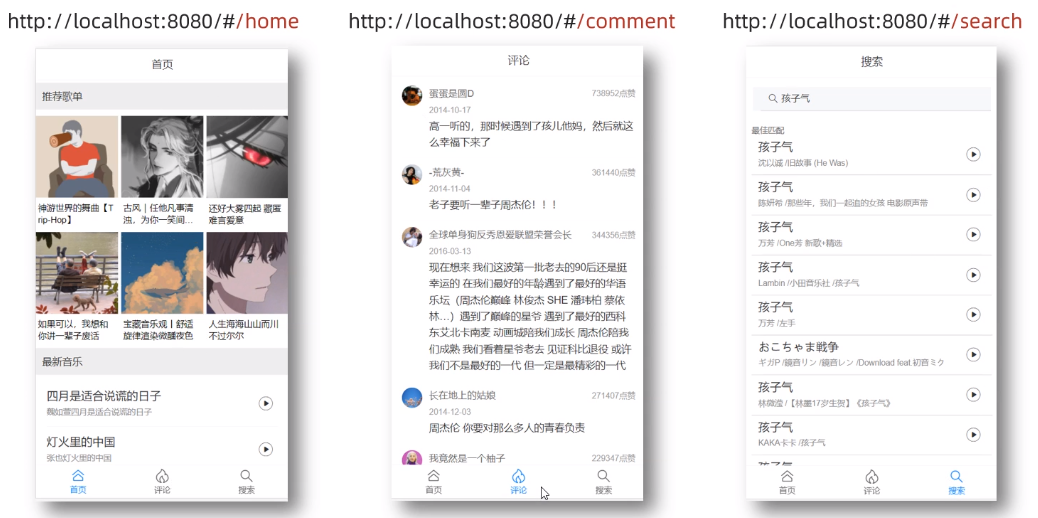 http://localhost:8080/#/home
首页
推荐歌单
神游世界的舞曲【T
rip-Hop】
古风丨任他凡事清
浊，为你一笑间...
还好大雾四起 藏匿
难言爱意
如果可以，我想和
你讲一辈子废话
宝藏音乐观丨舒适
旋律渲染微醺夜色
人生海海山山而川
不过尔尔
最新音乐
四月是适合说谎的日子
魏如萱四月是适合说谎的日子
灯火里的中国
张也灯火里的中国
首页
评论
搜索
http://localhost:8080/#/comment
评论
蛋蛋是圆D
738952点赞
2014-10-17
高一听的，那时候遇到了孩儿他妈，然后就这
么幸福下来了
-荒灰黄-
361440点赞
2014-11-04
老子要听一辈子周杰伦！！！
全球单身狗反秀恩爱联盟荣誉会长
344356点赞
2016-03-13
现在想来 我们这波第一批老去的90后还是挺
幸运的 在我们最好的年龄遇到了最好的华语
乐坛（周杰伦巅峰 林俊杰 SHE 潘玮柏 蔡依
林...）遇到了巅峰的星爷 遇到了最好的西科
东艾北卡南麦 动画城陪我们成长 周杰伦陪我
们成熟 我们看着星爷老去 见证科比退役 或许
我们不是最好的一代 但一定是最精彩的一代
长在地上的姑娘
271407点赞
2014-12-03
周杰伦 你要对那么多人的青春负责
我竟然是一个柚子
229347点赞
首页
评论
搜索
http://localhost:8080/#/search
搜索
孩子气
最佳匹配
孩子气
沈以诚 /旧故事 (He Was)
孩子气
陈妍希 /那些年，我们一起追的女孩 电影原声带
孩子气
万芳 /One芳 新歌+精选
孩子气
Lambin /小田音乐社 /孩子气
孩子气
万芳 /左手
おこちゃま戦争
ギガP /鏡音リン /鏡音レン /Download feat.初音ミク
孩子气
林微滢 /【林墨17岁生贺】《孩子气》
孩子气
KAKA卡卡 /孩子气
孩子气
首页
评论
搜索